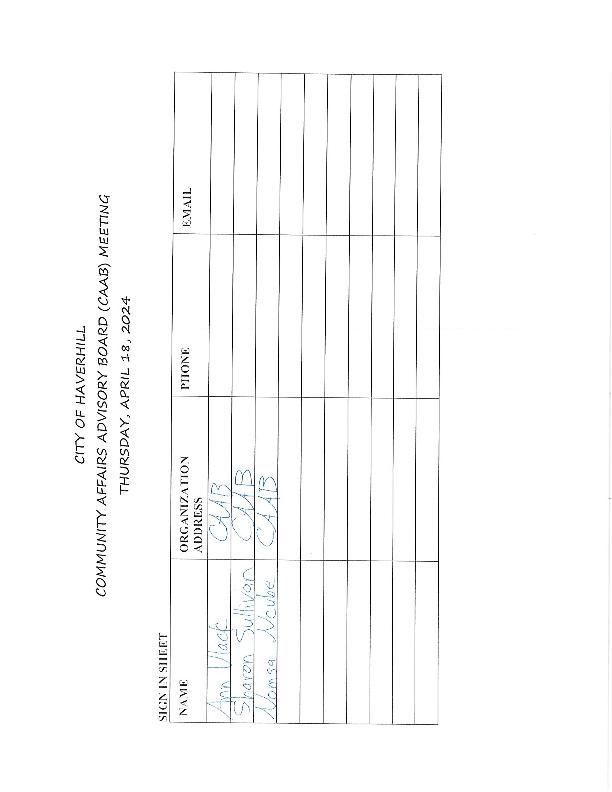 CITY OF HAVERHILL
COMMUNITY AFFAIRS ADVISORY BOARD (CAAB) MEETING
THURSDAY, APRIL 18, 2024
SIGN IN SHEET
NAME ORGANIZATION ADDRESS PHONE EMAIL
Ann Vlack CAAB
Sharon Sullivan CAAB
Nomsa Ncube CAAB